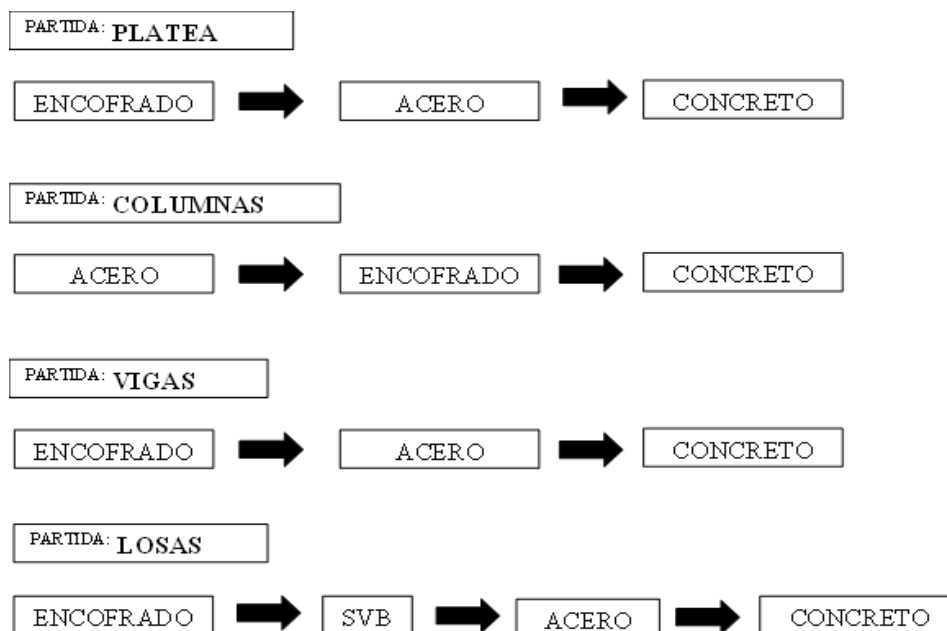 PARTIDA: PLATEA
ENCOFRADO ACERO CONCRETO
PARTIDA: COLUMNAS
ACERO ENCOFRADO CONCRETO
PARTIDA: VIGAS
ENCOFRADO ACERO CONCRETO
PARTIDA: LOSAS
ENCOFRADO SVB ACERO CONCRETO